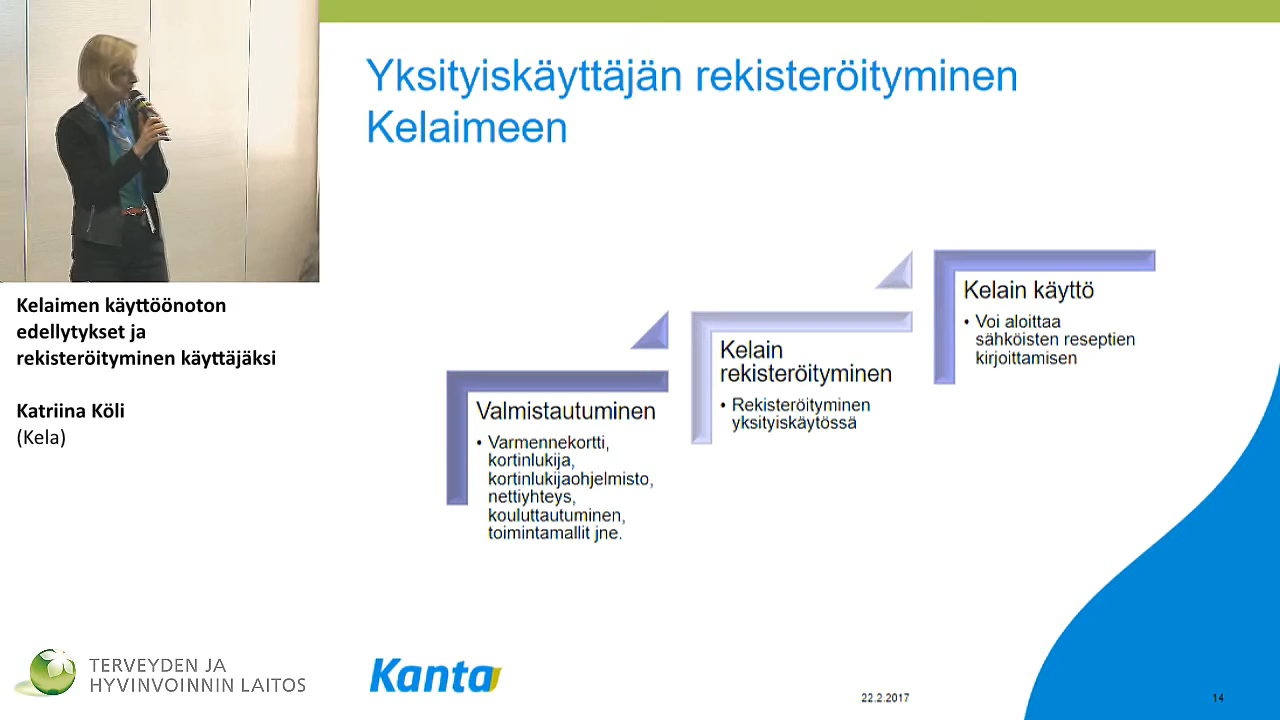 Yksityiskäyttäjän rekisteröityminen
Kelaimeen
Kelaimen käyttöönoton
edellytykset ja
rekisteröityminen käyttäjäksi
Katriina Köli
(Kela)
Valmistautuminen
• Varmennekortti,
kortinlukija,
kortinlukijaohjelmisto,
nettiyhteys,
kouluttautuminen,
toimintamallit jne.
Kelain
rekisteröityminen
• Rekisteröityminen
yksityiskäytössä
Kelain käyttö
• Voi aloittaa
sähköisten reseptien
kirjoittamisen
TERVEYDEN JA
HYVINVOINNIN LAITOS
Kanta
22.2.2017
14